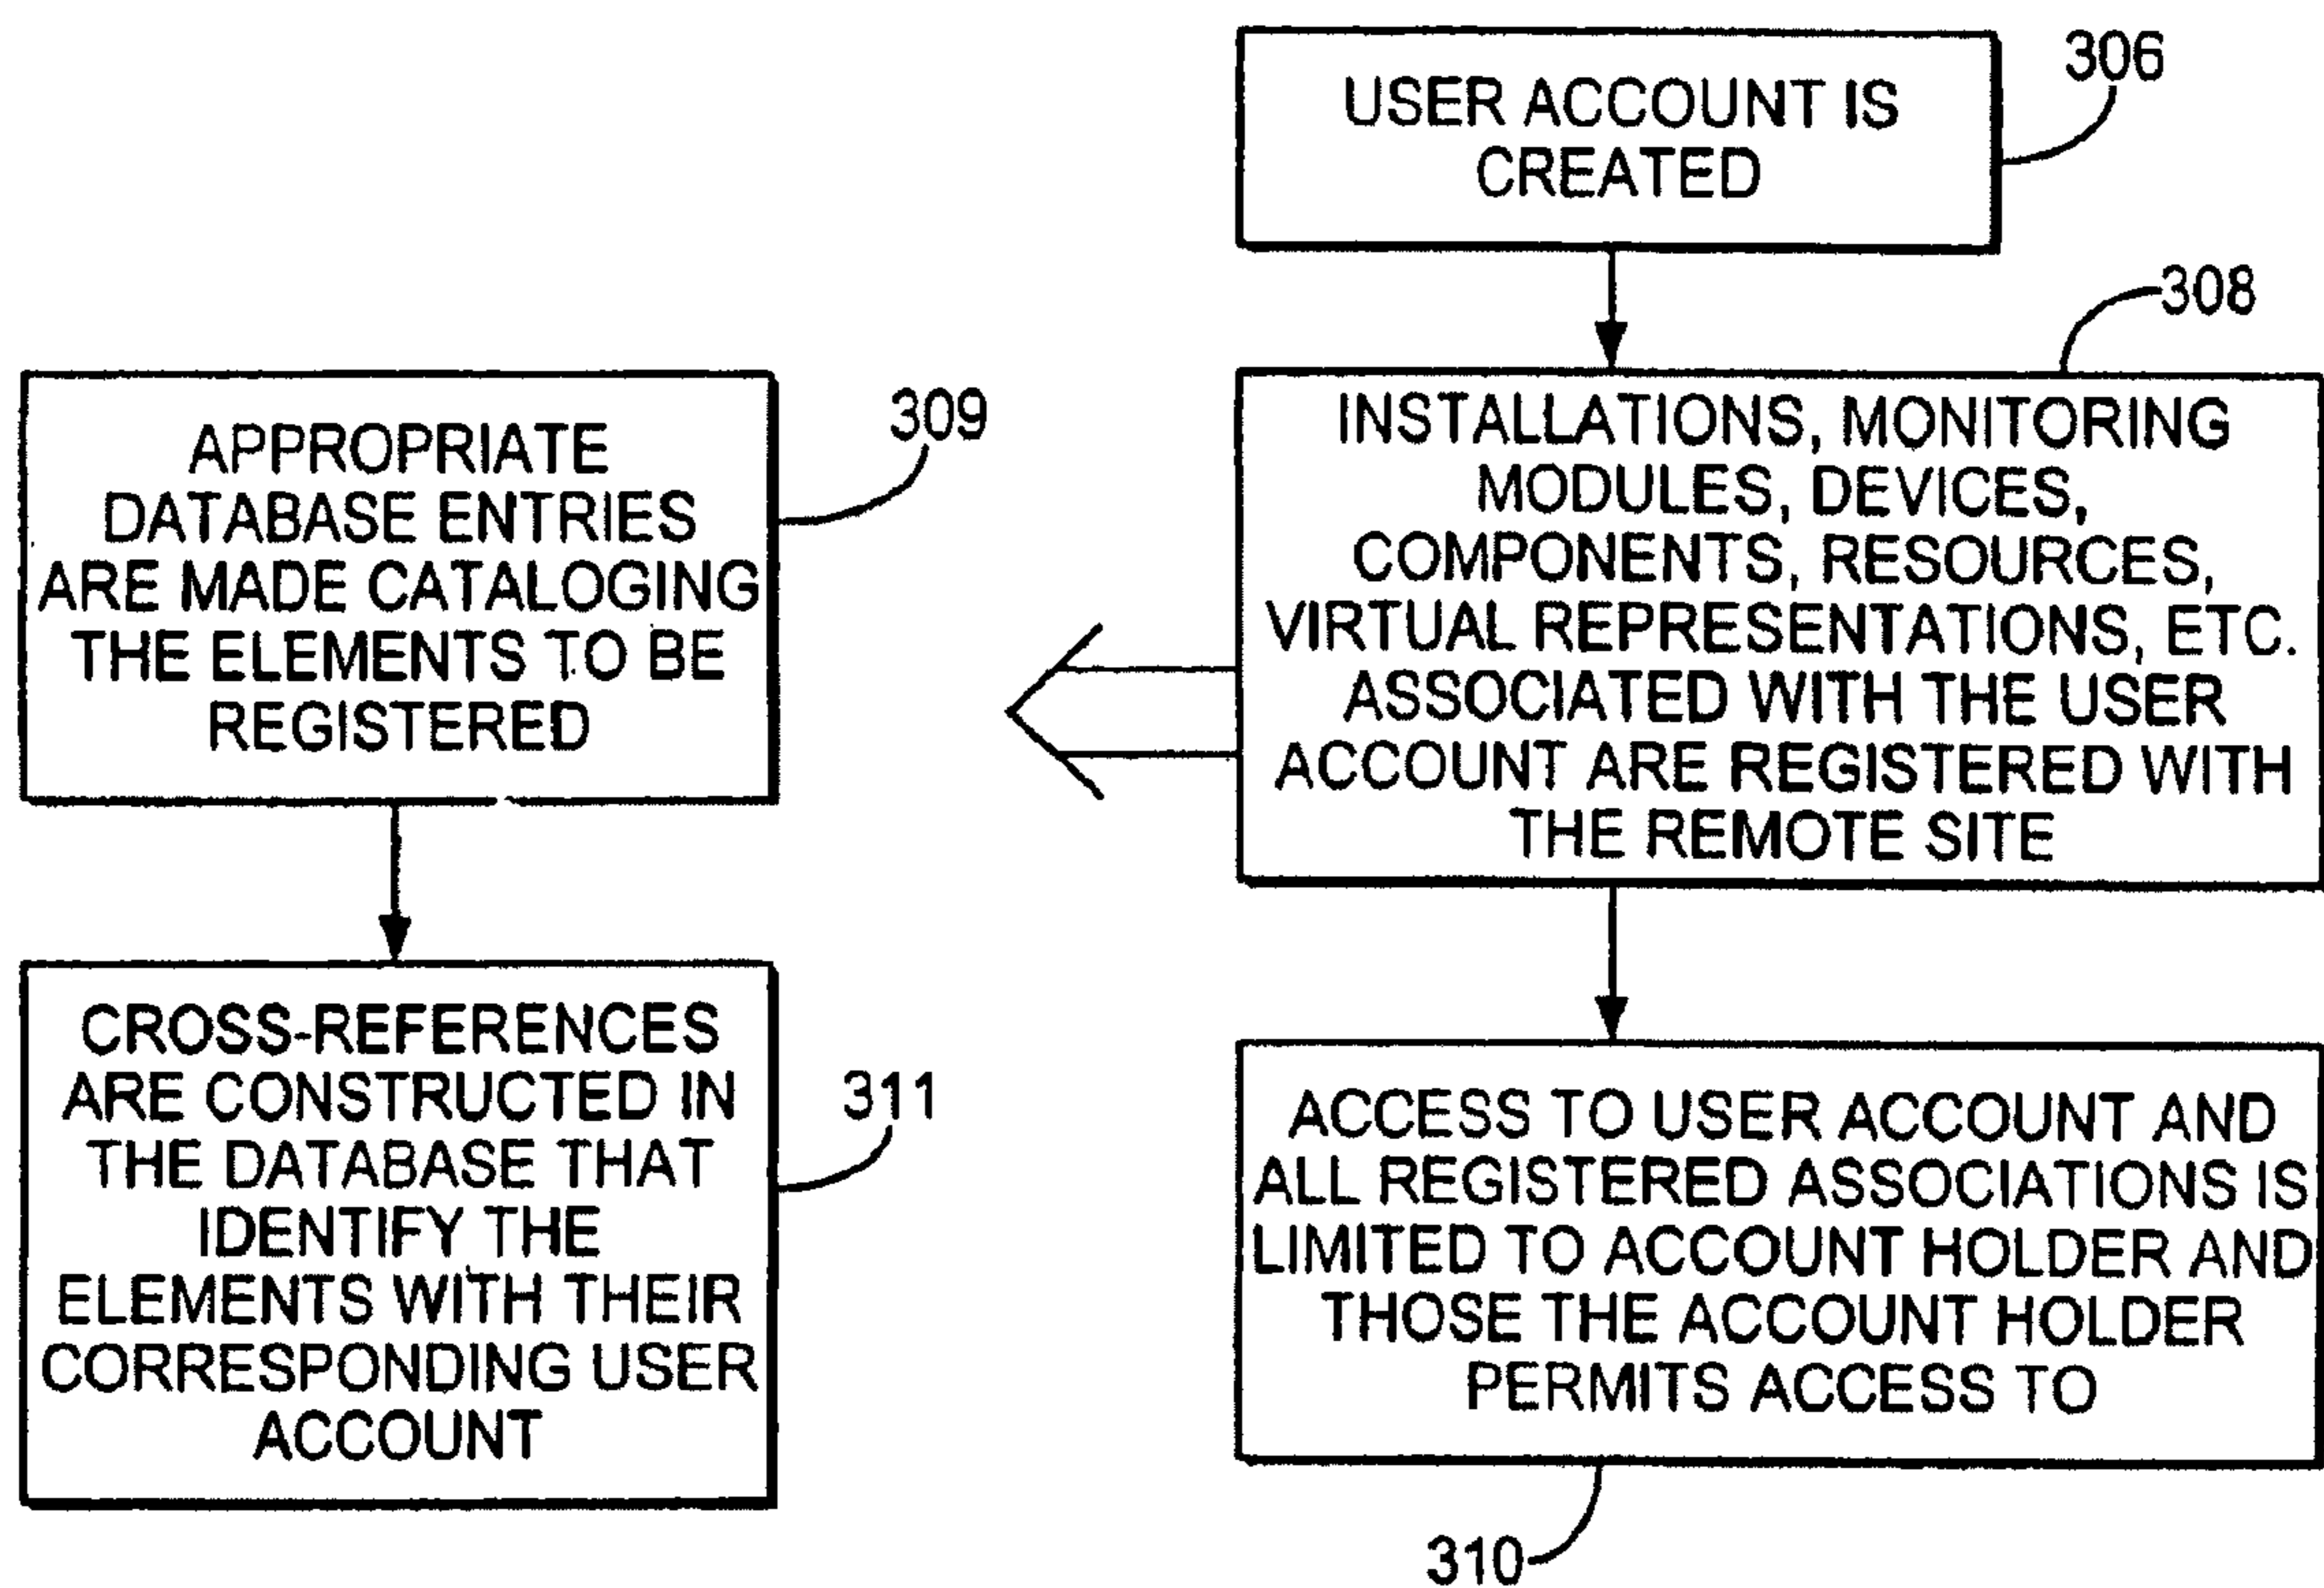 USER ACCOUNT IS
CREATED
306
308
INSTALLATIONS, MONITORING
MODULES, DEVICES,
COMPONENTS, RESOURCES,
VIRTUAL REPRESENTATIONS, ETC.
ASSOCIATED WITH THE USER
ACCOUNT ARE REGISTERED WITH
THE REMOTE SITE
309
APPROPRIATE
DATABASE ENTRIES
ARE MADE CATALOGING
THE ELEMENTS TO BE
REGISTERED
CROSS-REFERENCES
ARE CONSTRUCTED IN
THE DATABASE THAT
IDENTIFY THE
ELEMENTS WITH THEIR
CORRESPONDING USER
ACCOUNT
311
ACCESS TO USER ACCOUNT AND
ALL REGISTERED ASSOCIATIONS IS
LIMITED TO ACCOUNT HOLDER AND
THOSE THE ACCOUNT HOLDER
PERMITS ACCESS TO
310